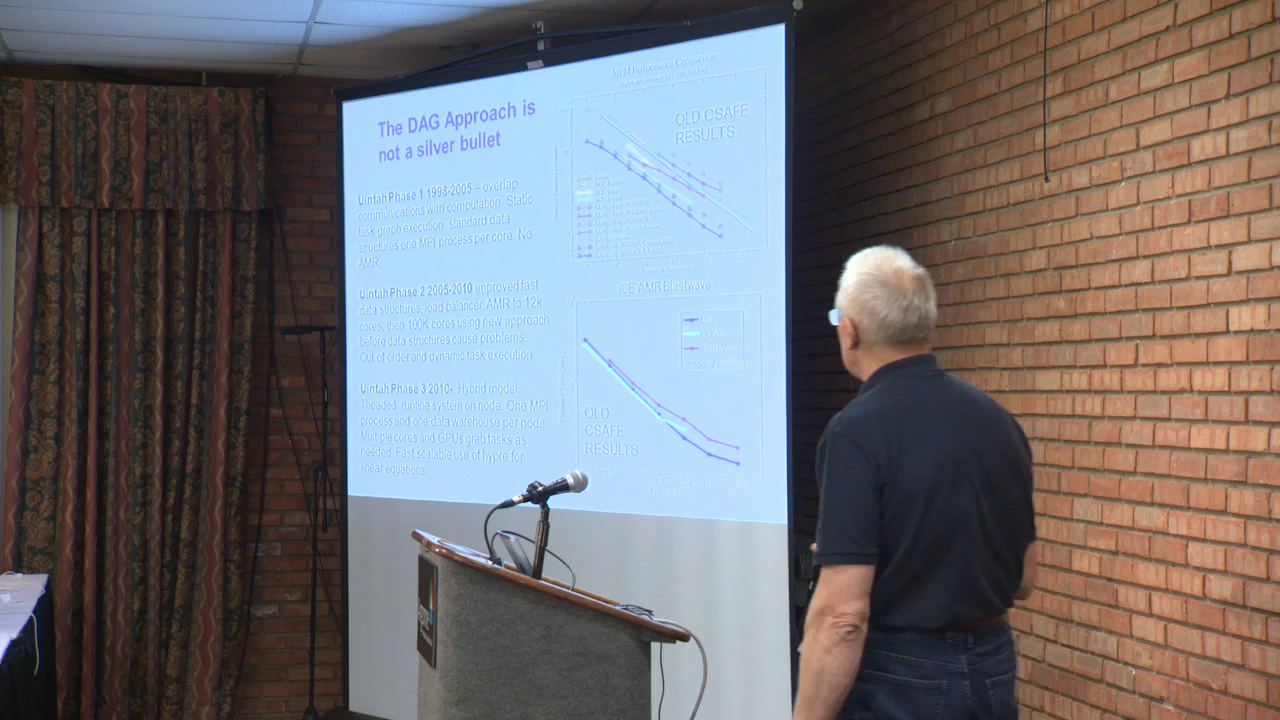 The DAG Approach is
not a silver bullet
Uintah Phase 1 1998-2005 – overlap
communications with computation. Static
task graph execution standard data
structures one MPI process per core. No
AMR.
Uintah Phase 2 2005-2010 improved fast
data structures, load balancer. AMR to 12k
cores, then 100K cores using new approach
before data structures cause problems.
Out of order and dynamic task execution.
Uintah Phase 3 2010- Hybrid model.
Theaded runtime system on node. One MPI
process and one data warehouse per node.
Multiple cores and GPUs grab tasks as
needed. Fast scalable use of hypre for
linear equations.
MPM Performance Comparison
OLD CSAFE
RESULTS
ICE AMR Blastwave
OLD
CSAFE
RESULTS